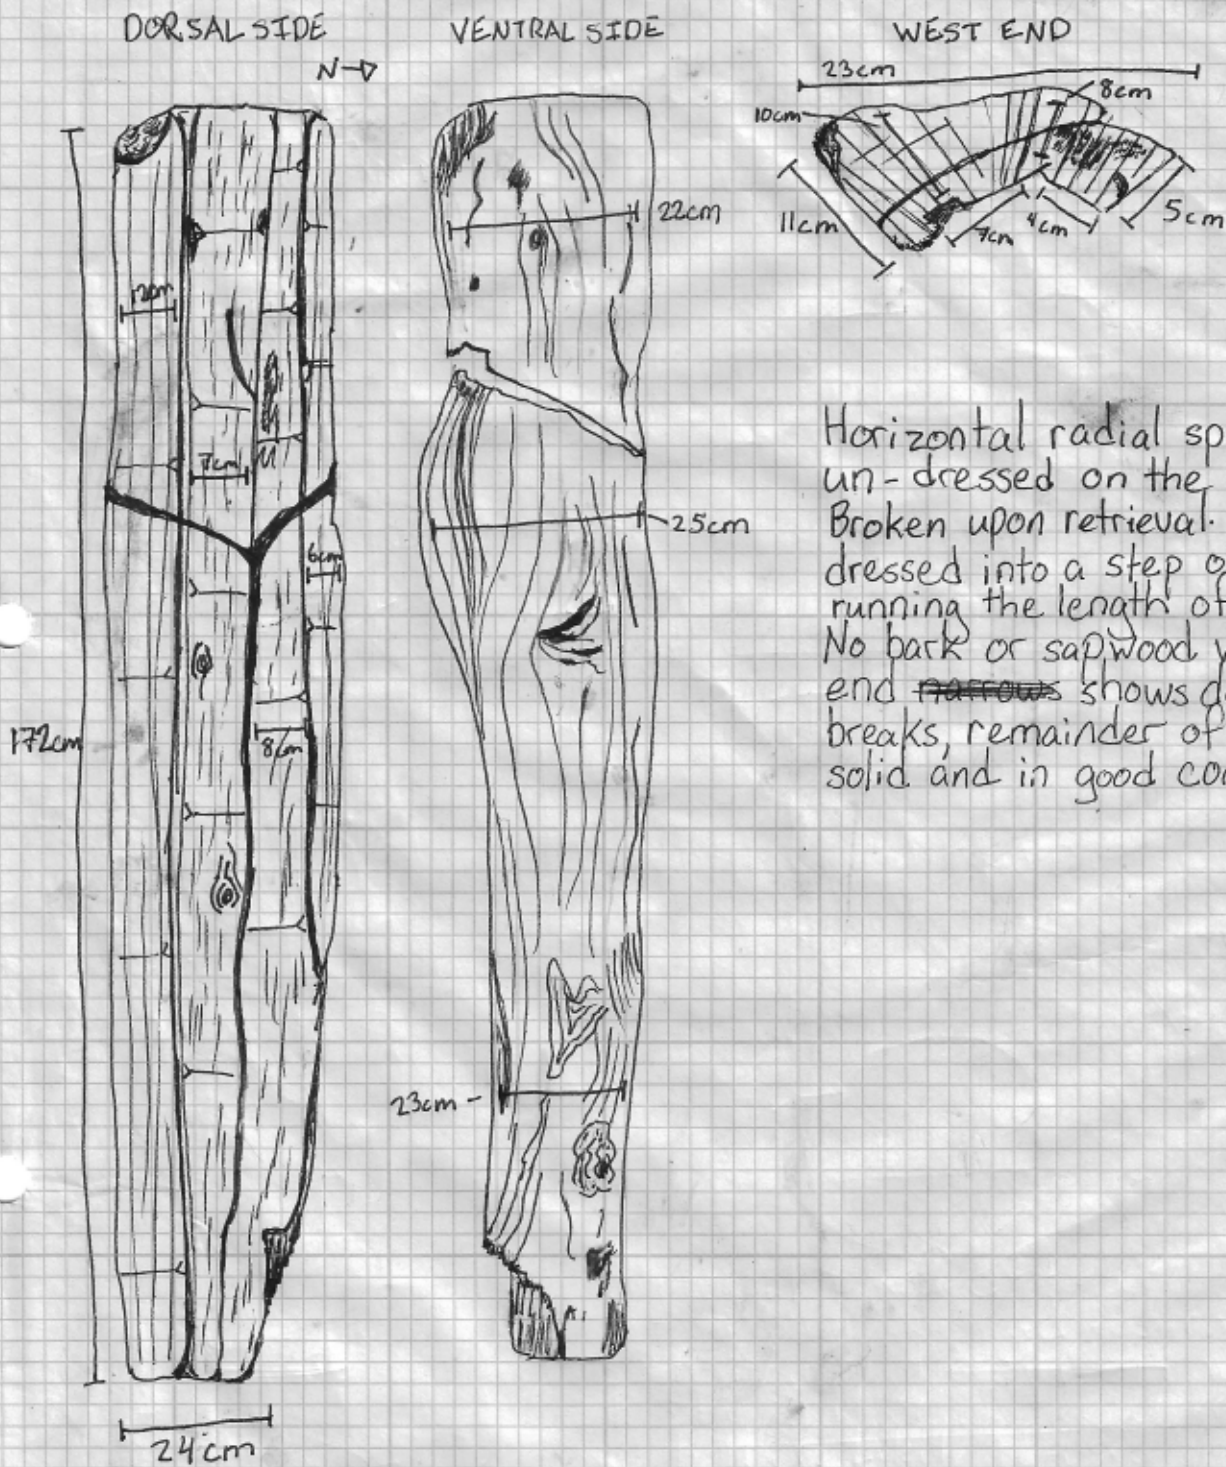 DORSAL SIDE
N→
172cm
12cm
7cm
6cm
8cm
24cm
VENTRAL SIDE
22cm
25cm
23cm
WEST END
23cm
10cm
8cm
11cm
7cm
4cm
5cm
Horizontal radial sp
un-dressed on the
Broken upon retrieval.
dressed into a step o
running the length of
No bark or sapwood v
end narrows shows d
breaks, remainder of
solid and in good co